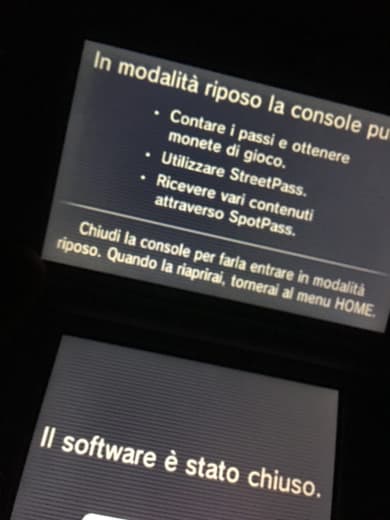 In modalità riposo la console
• Contare i passi e ottenere
monete di gioco.
• Utilizzare StreetPass.
• Ricevere vari contenuti
attraverso SpotPass.
Chiudi la console per farla entrare in modalità
riposo. Quando la riaprirai, tornerai al menu HOME.
Il software è stato chiuso.